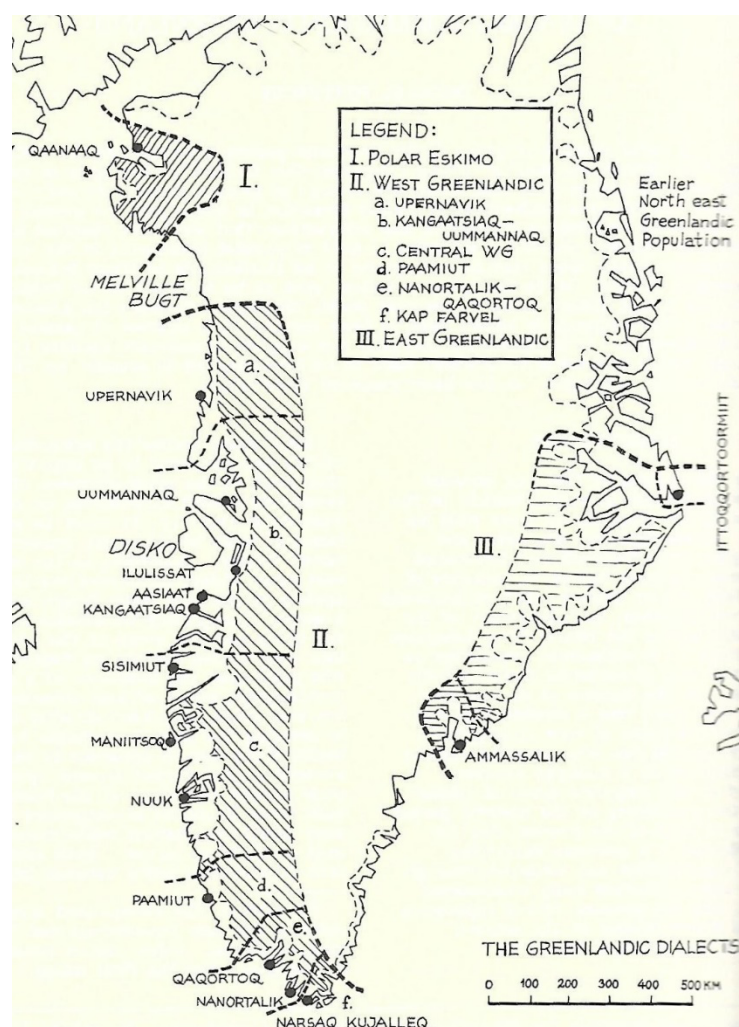 LEGEND:
I. POLAR ESKIMO
II. WEST GREENLANDIC
a. UPERNAVIK
b. KANGAATSIAQ-
UUMMANNAQ
c. CENTRAL WG
d. PAAMIUT
e. NANORTALIK-
QAQORTOQ
f. KAP FARVEL
III. EAST GREENLANDIC
QAANAAQ
I.
Earlier
North east
Greenlandic
Population
MELVILLE
BUGT
a.
UPERNAVIK
UUMMANNAQ
b.
DISKO
ILULISSAT
AASIAAT
KANGAATSIAQ
II.
SISIMIUT
MANIITSOQ
c.
NUUK
d.
PAAMIUT
e.
QAQORTOQ
NANORTALIK
f.
NARSAQ KUJALLEQ
III.
ITTOQQORTOORMIIT
AMMASSALIK
THE GREENLANDIC DIALECTS
0 100 200 300 400 500 KM.